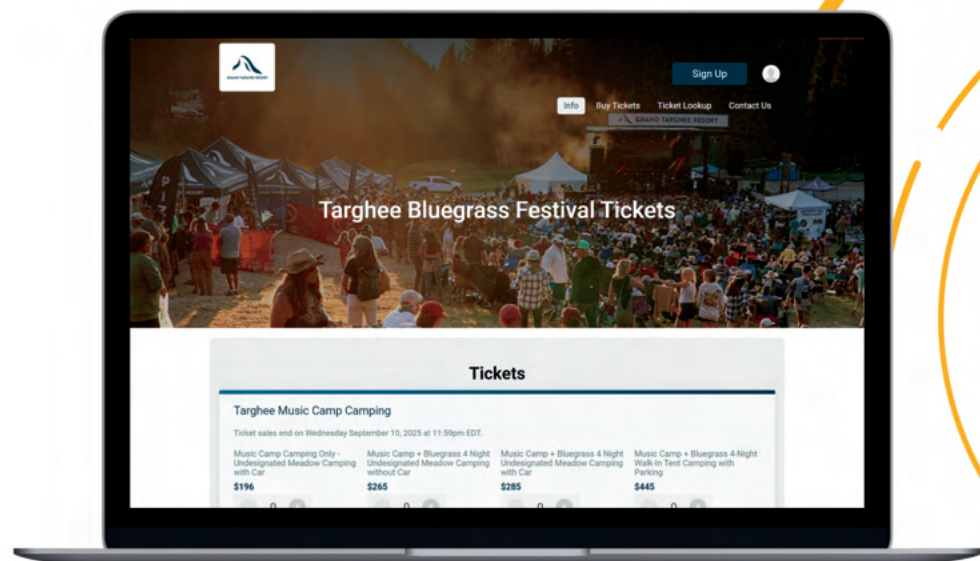 GRAND TARGHEE RESORT
Sign Up
Info Buy Tickets Ticket Lookup Contact Us
GRAND TARGHEE RESORT
Targhee Bluegrass Festival Tickets
Tickets
Targhee Music Camp Camping
Ticket sales end on Wednesday September 10, 2025 at 11:59pm EDT.
Music Camp Camping Only -
Undesignated Meadow Camping
with Car
$196
Music Camp + Bluegrass 4 Night
Undesignated Meadow Camping
without Car
$265
Music Camp + Bluegrass 4 Night
Undesignated Meadow Camping
with Car
$285
Music Camp + Bluegrass 4-Night
Walk-In Tent Camping with
Parking
$445